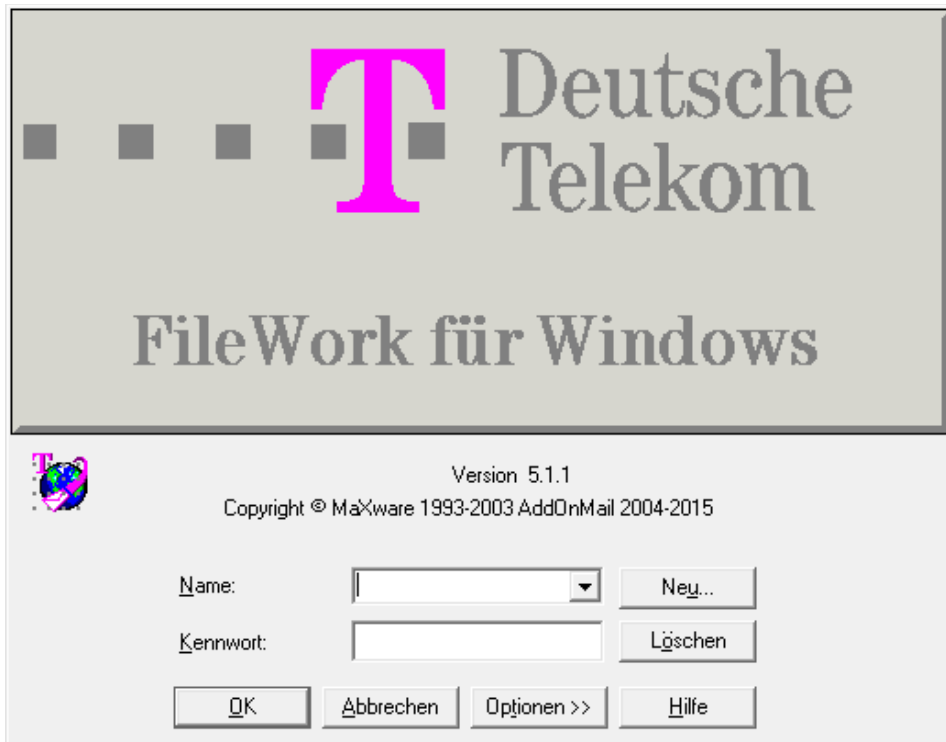 T Deutsche
Telekom
FileWork für Windows
Version 5.1.1
Copyright © MaXware 1993-2003 AddOnMail 2004-2015
Name:
Neu...
Kennwort:
Löschen
OK
Abbrechen
Optionen >>
Hilfe